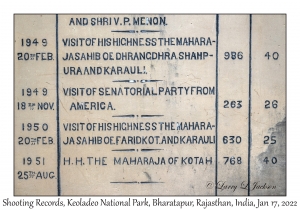 AND SHRI V.P. MENON.
1949 VISIT OF HIS HIGHNESS THE MAHARA-
20TH FEB. JA SAHIB OE DHRANGDHRA SHAHP- 986 40
URA AND KARAULI.
1949 VISIT OF SENATORIAL PARTY FROM
18TH NOV. AMERICA. 263 26
1950 VISIT OF HIS HIGHNESS THE MAHARA-
20TH FEB. JA SAHIB OE FARIDKOT. AND KARAULI 630 25
1951 H.H. THE MAHARAJA OF KOTAH 768 40
25TH AUG.
© Larry L Jackson
Shooting Records, Keoladeo National Park, Bharatapur, Rajasthan, India, Jan 17, 2022